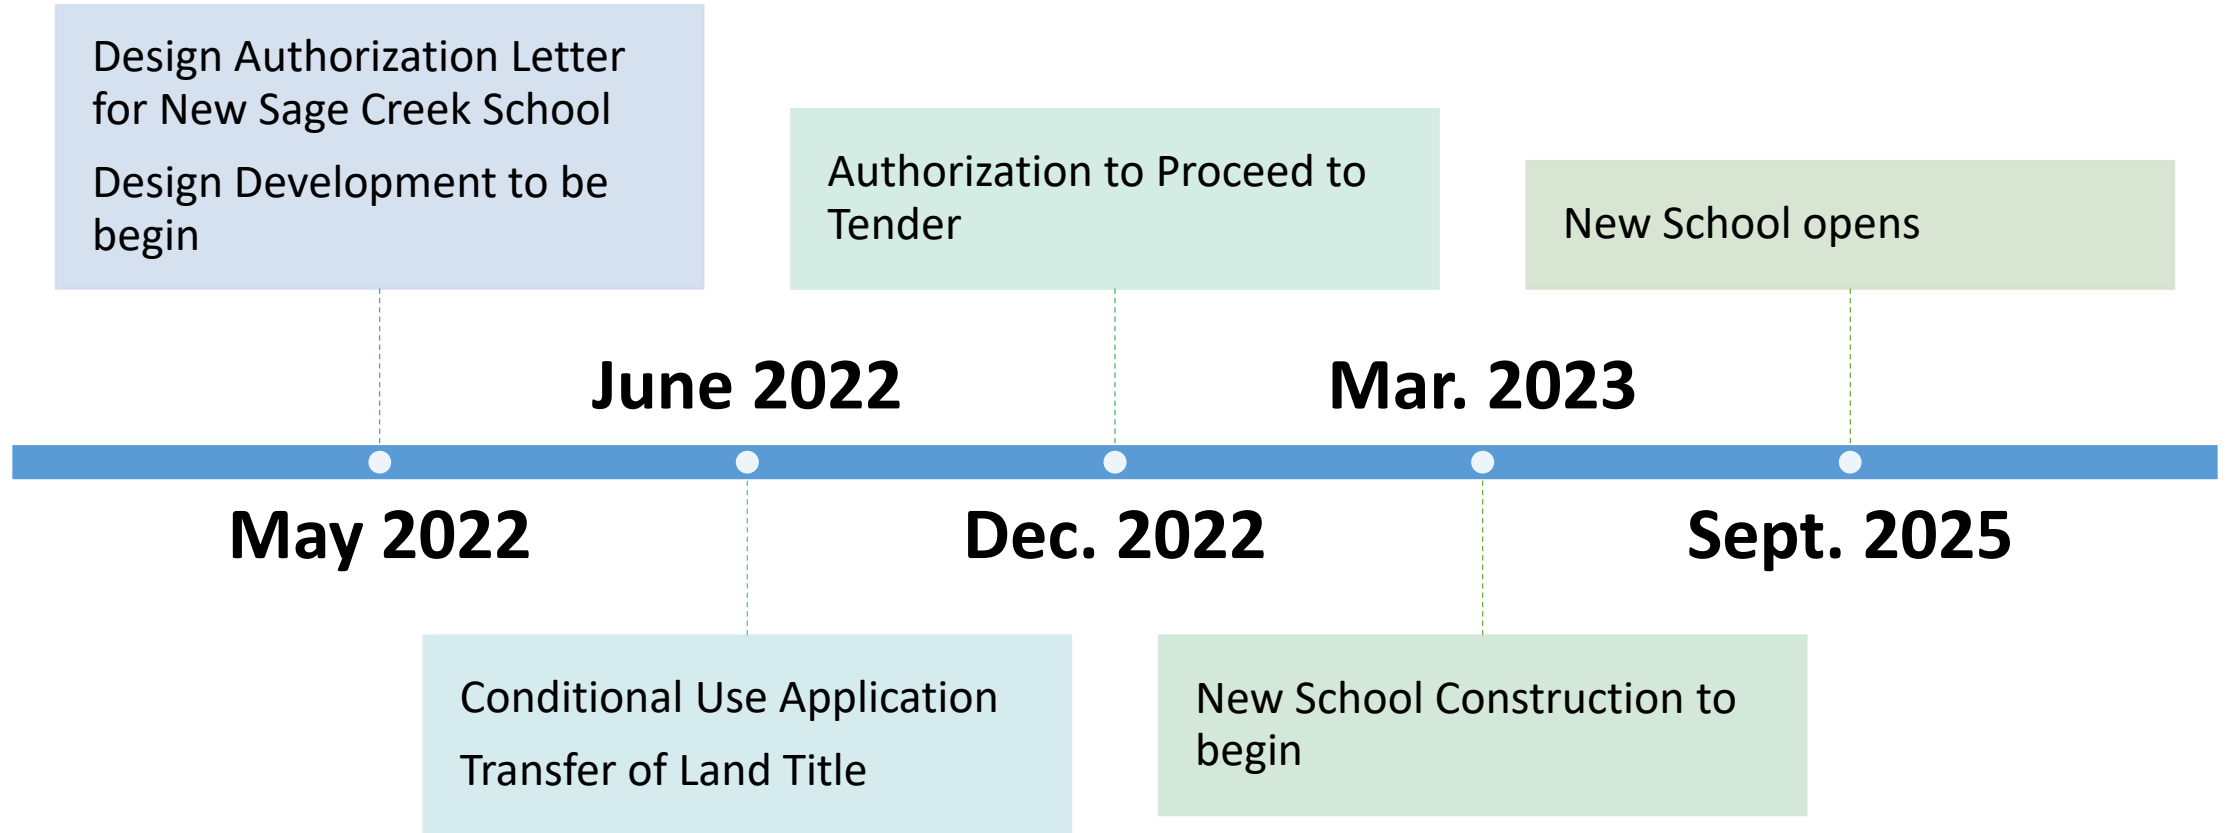 Design Authorization Letter
for New Sage Creek School
Design Development to be
begin
May 2022
June 2022
Conditional Use Application
Transfer of Land Title
Authorization to Proceed to
Tender
Dec. 2022
Mar. 2023
New School Construction to
begin
New School opens
Sept. 2025